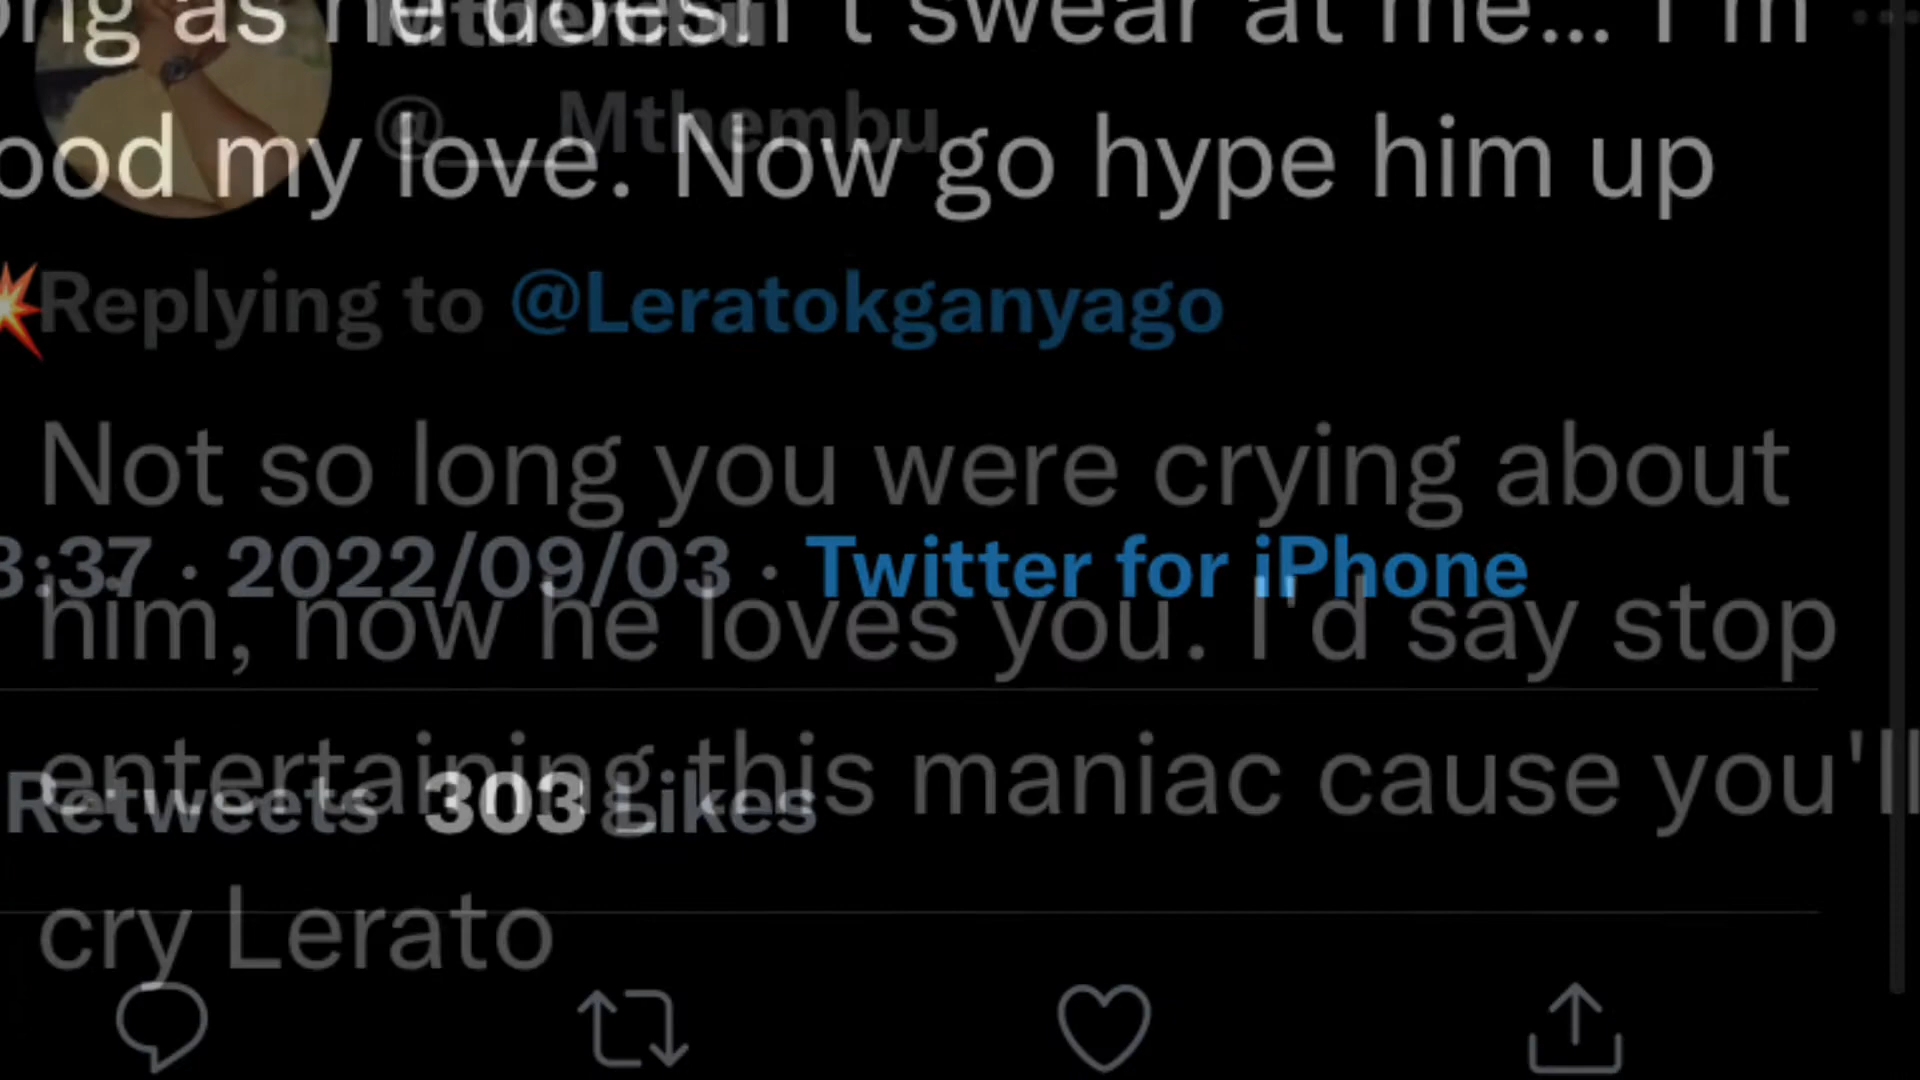 ng as he doesn't swear at me... I'm
Mthembu
@___Mthembu
ood my love. Now go hype him up
Replying to @Leratokganyago
Not so long you were crying about
3:37 · 2022/09/03 · Twitter for iPhone
him, now he loves you. I'd say stop
entertaining this maniac cause you'll
Retweets 303 Likes
cry Lerato